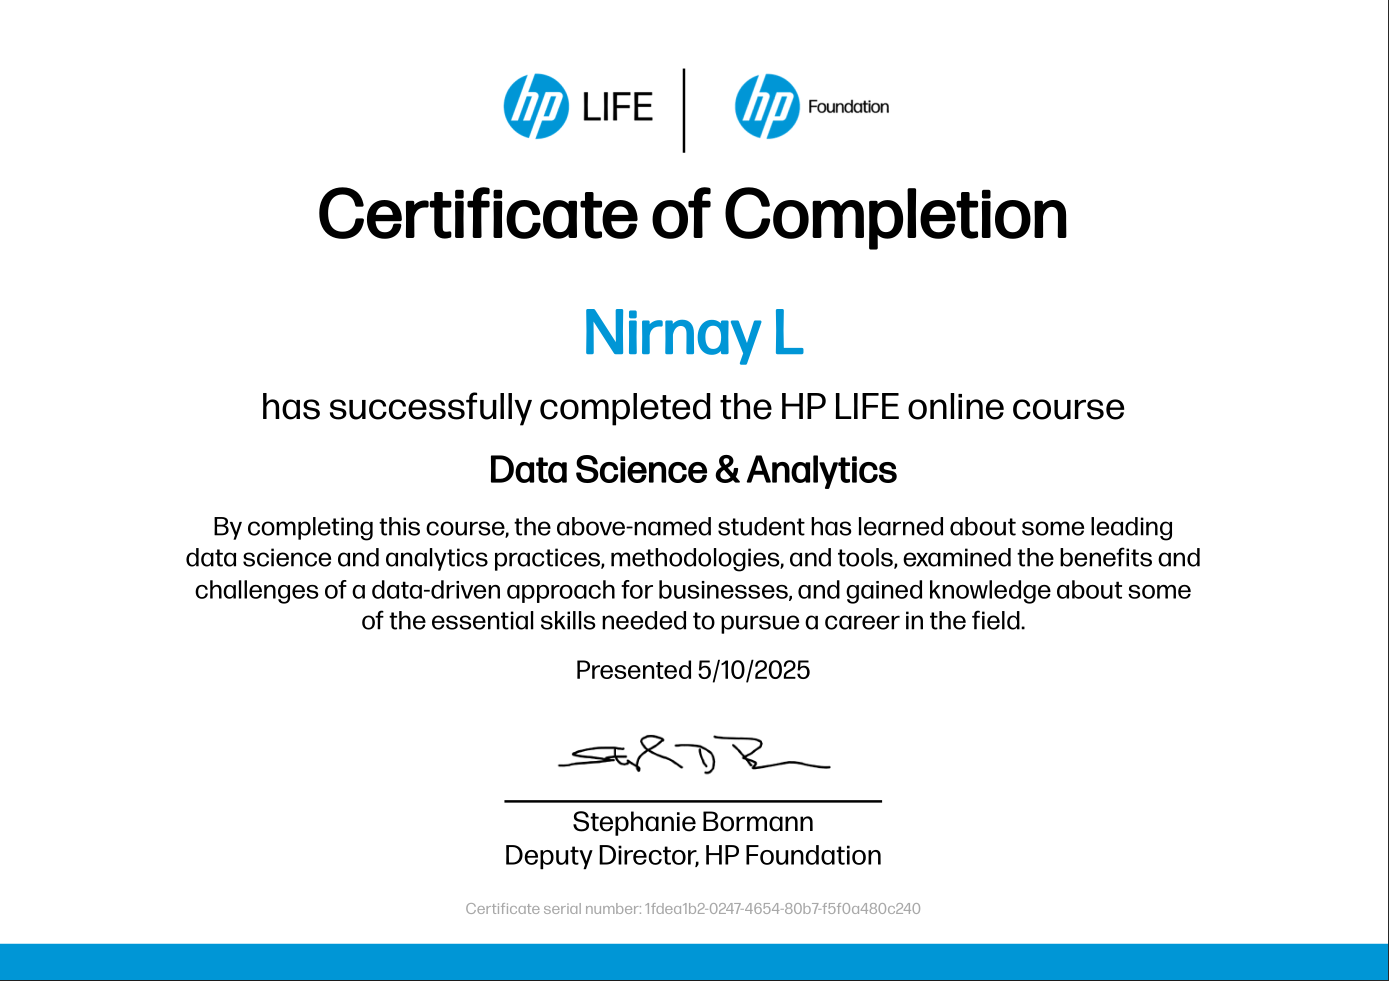 hp LIFE | hp Foundation
Certificate of Completion
Nirnay L
has successfully completed the HP LIFE online course
Data Science & Analytics
By completing this course, the above-named student has learned about some leading
data science and analytics practices, methodologies, and tools, examined the benefits and
challenges of a data-driven approach for businesses, and gained knowledge about some
of the essential skills needed to pursue a career in the field.
Presented 5/10/2025
Stephanie Bormann
Deputy Director, HP Foundation
Certificate serial number: 1fdea1b2-0247-4654-80b7-f5f0a480c240